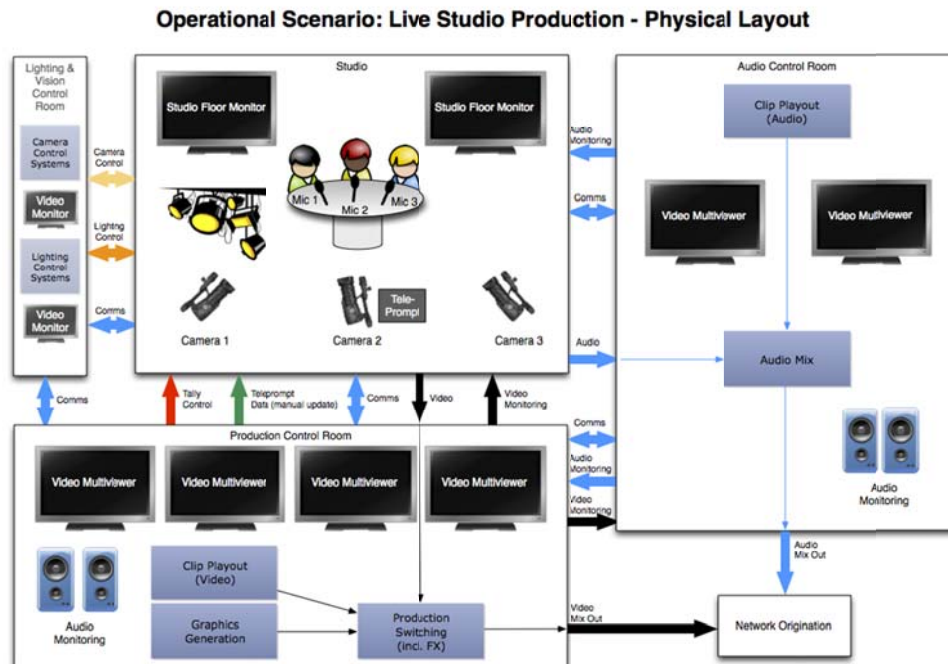 Operational Scenario: Live Studio Production - Physical Layout
Lighting &
Vision
Control
Room
Camera
Control
Systems
Video
Monitor
Lighting
Control
Systems
Video
Monitor
Camera
Control
Lighting
Control
Comms
Studio
Studio Floor Monitor
Studio Floor Monitor
Mic 1
Mic 2
Mic 3
Tele-
Prompt
Camera 1
Camera 2
Camera 3
Audio
Monitoring
Comms
Audio
Audio Control Room
Clip Playout
(Audio)
Video Multiviewer
Video Multiviewer
Audio Mix
Audio
Monitoring
Comms
Tally
Control
Teleprompt
Data (manual update)
Comms
Video
Video
Monitoring
Comms
Audio
Monitoring
Video
Monitoring
Production Control Room
Video Multiviewer
Video Multiviewer
Video Multiviewer
Video Multiviewer
Audio
Monitoring
Clip Playout
(Video)
Graphics
Generation
Production
Switching
(incl. FX)
Video
Mix Out
Audio
Mix Out
Network Origination